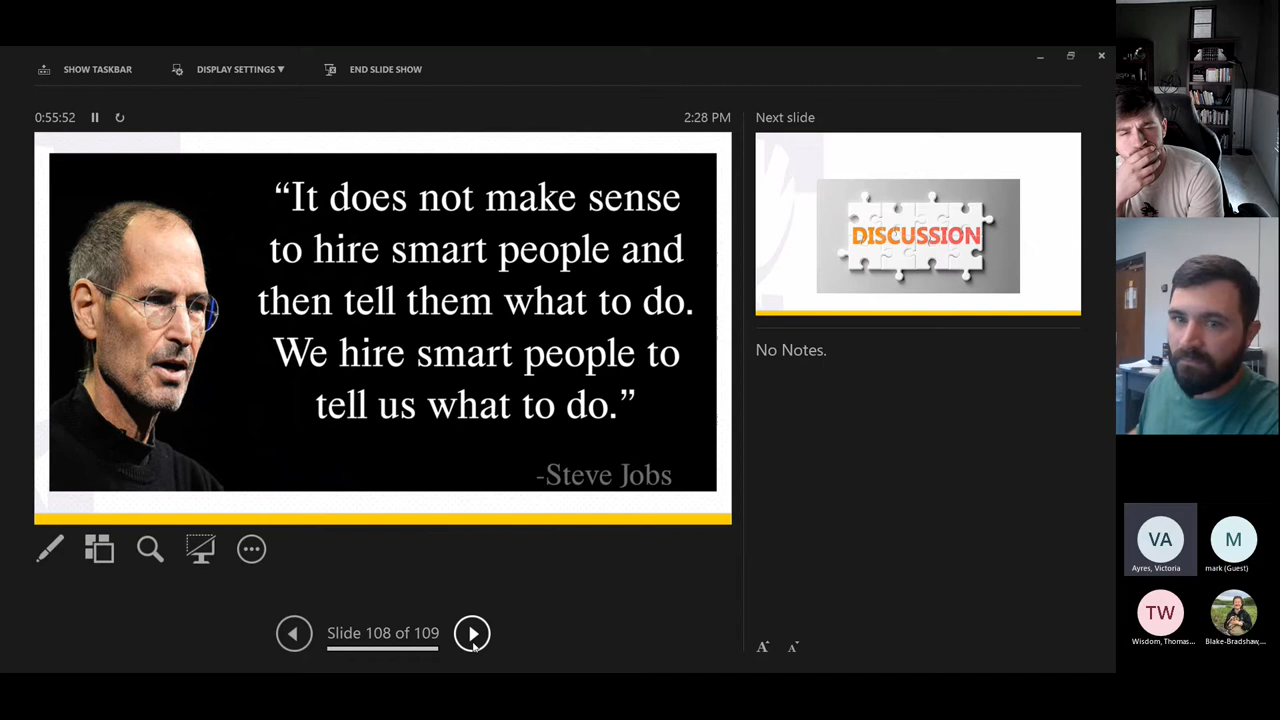 SHOW TASKBAR
DISPLAY SETTINGS ▼
END SLIDE SHOW
0:55:52
2:28 PM
Next slide
“It does not make sense
to hire smart people and
then tell them what to do.
We hire smart people to
tell us what to do.”
-Steve Jobs
DISCUSSION
No Notes.
Slide 108 of 109
A
A
VA
M
Ayres, Victoria
mark (Guest)
TW
Wisdom, Thomas...
Blake-Bradshaw,...